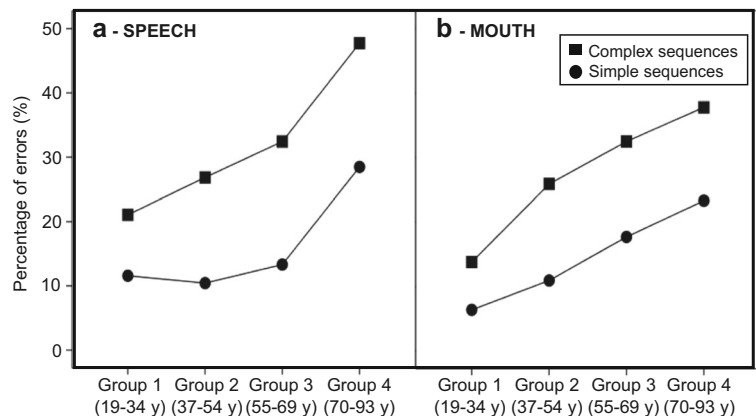 a - SPEECH
b - MOUTH
Complex sequences
Simple sequences
Percentage of errors (%)
50
40
30
20
10
0
Group 1 Group 2 Group 3 Group 4 Group 1 Group 2 Group 3 Group 4
(19-34 y) (37-54 y) (55-69 y) (70-93 y) (19-34 y) (37-54 y) (55-69 y) (70-93 y)